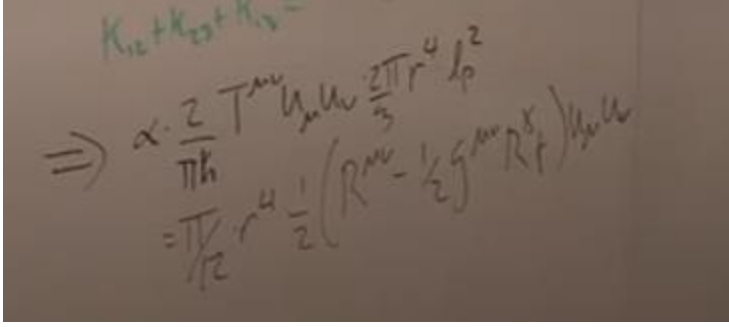 K₁₂+K₂₃+K₁₃=
⇒ α · 2/(πħ) T^{μν} u_μ u_ν 2π/3 r⁴ l_p²
= π/12 r⁴ 1/2 (R^{μν} - 1/2 g^{μν} R^γ_γ) u_μ u_ν